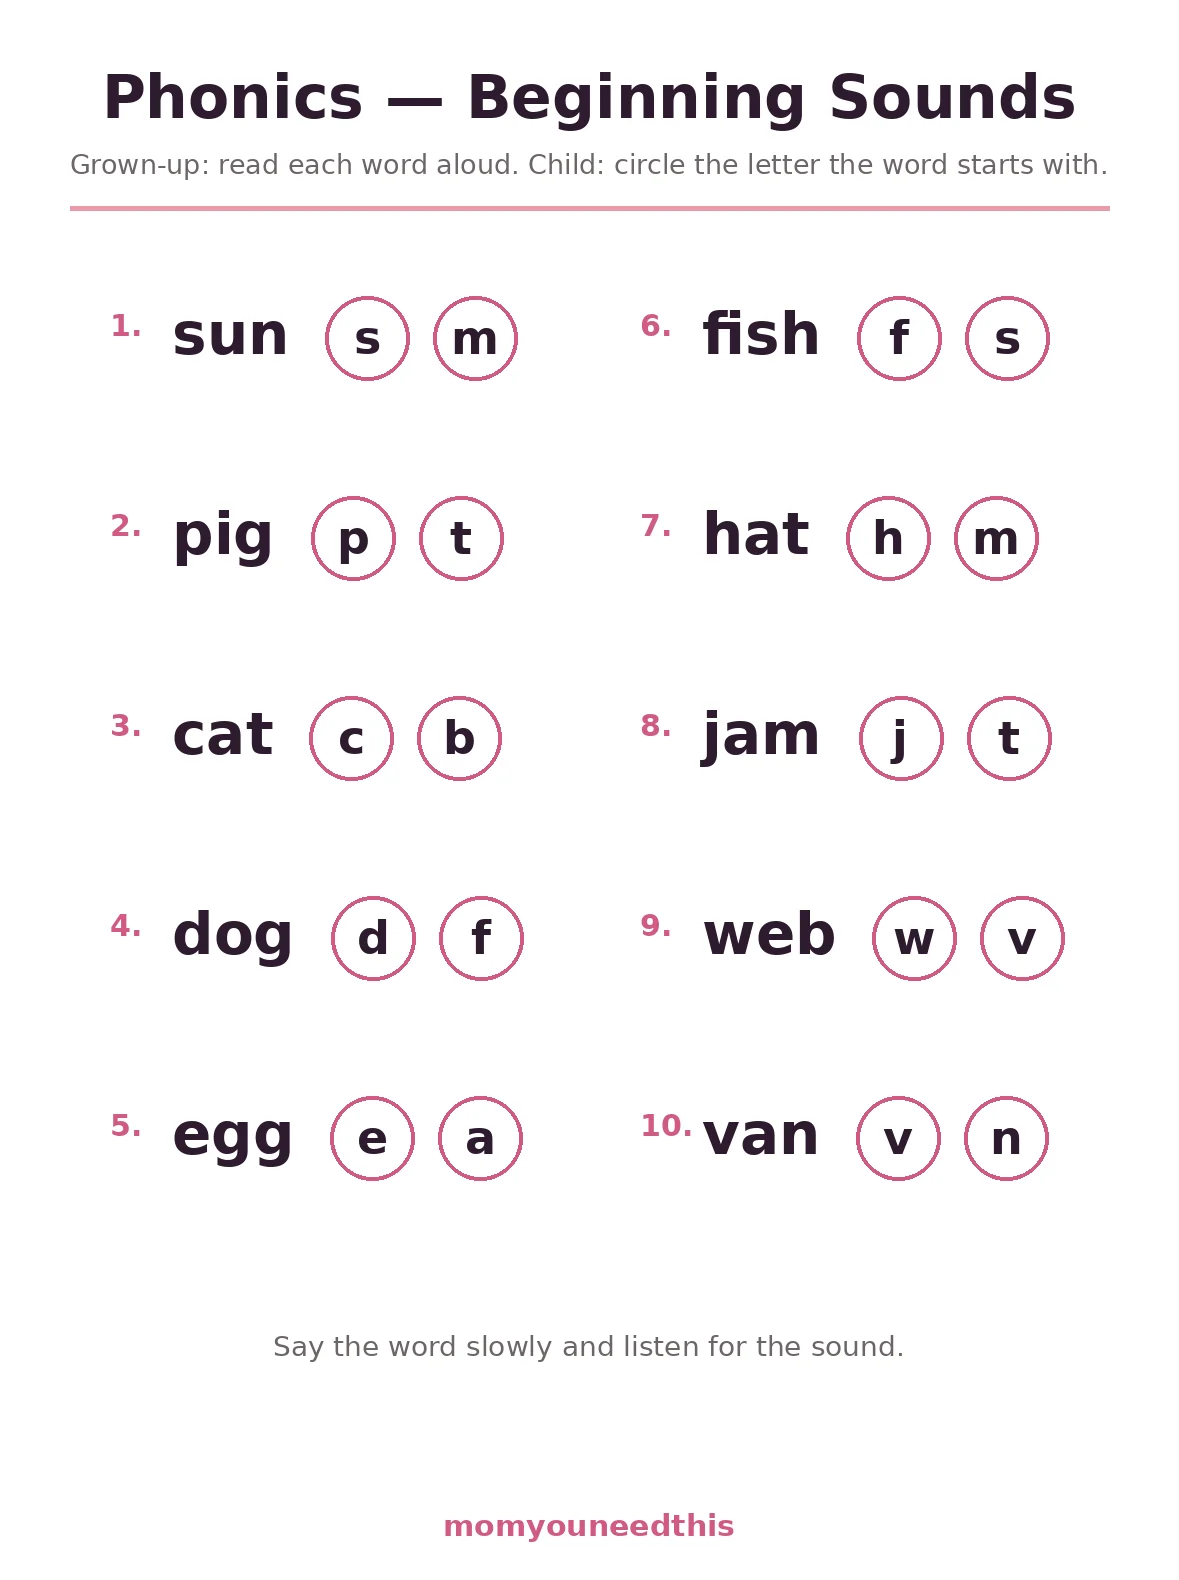 Phonics — Beginning Sounds
Grown-up: read each word aloud. Child: circle the letter the word starts with.
1. sun s m
2. pig p t
3. cat c b
4. dog d f
5. egg e a
6. fish f s
7. hat h m
8. jam j t
9. web w v
10. van v n
Say the word slowly and listen for the sound.
momyouneedthis